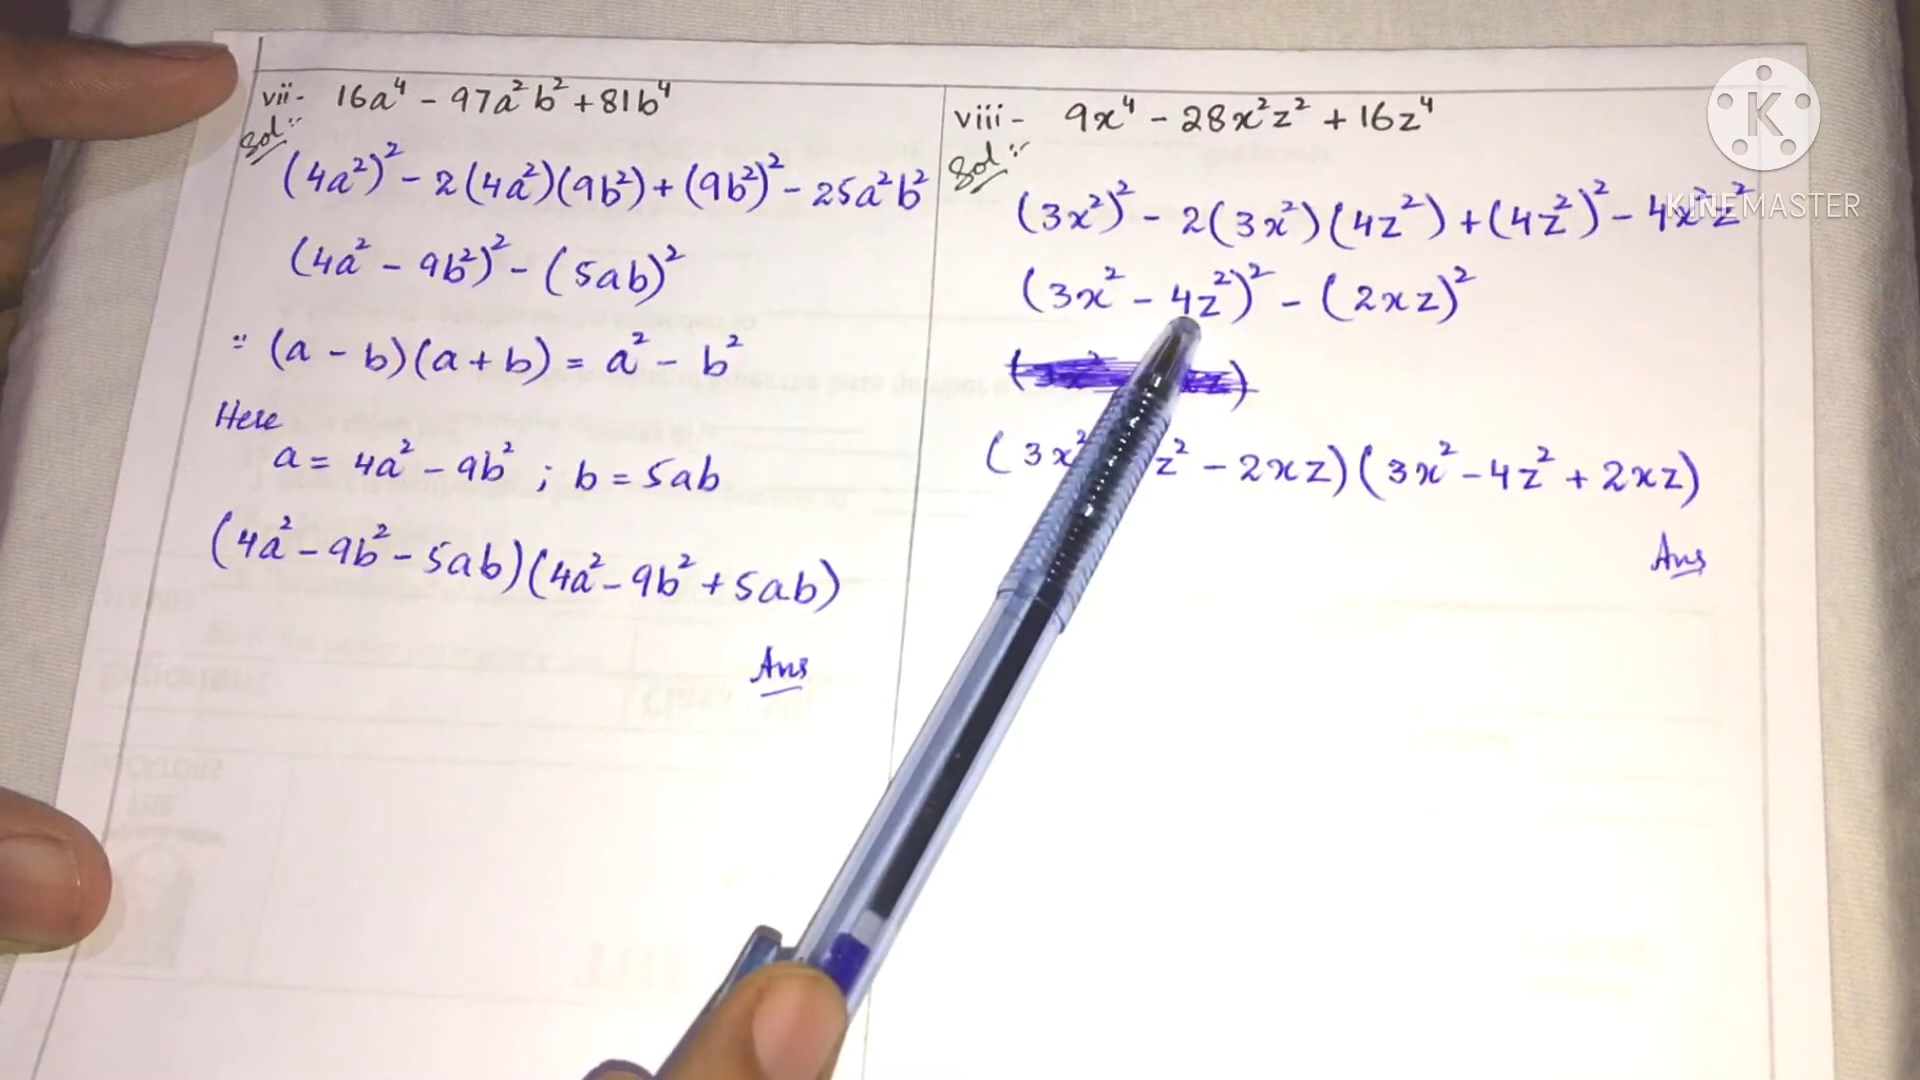 vii- 16a⁴ - 97a²b² + 81b⁴
Sol:-
(4a²)² - 2(4a²)(9b²) + (9b²)² - 25a²b²
(4a² - 9b²)² - (5ab)²
∵ (a - b)(a + b) = a² - b²
Here
a = 4a² - 9b² ; b = 5ab
(4a² - 9b² - 5ab)(4a² - 9b² + 5ab)
Ans
viii- 9x⁴ - 28x²z² + 16z⁴
Sol:-
(3x²)² - 2(3x²)(4z²) + (4z²)² - 4x²z²
(3x² - 4z²)² - (2xz)²
(3x² z² - 2xz)(3x² - 4z² + 2xz)
Ans
K
KINEMASTER